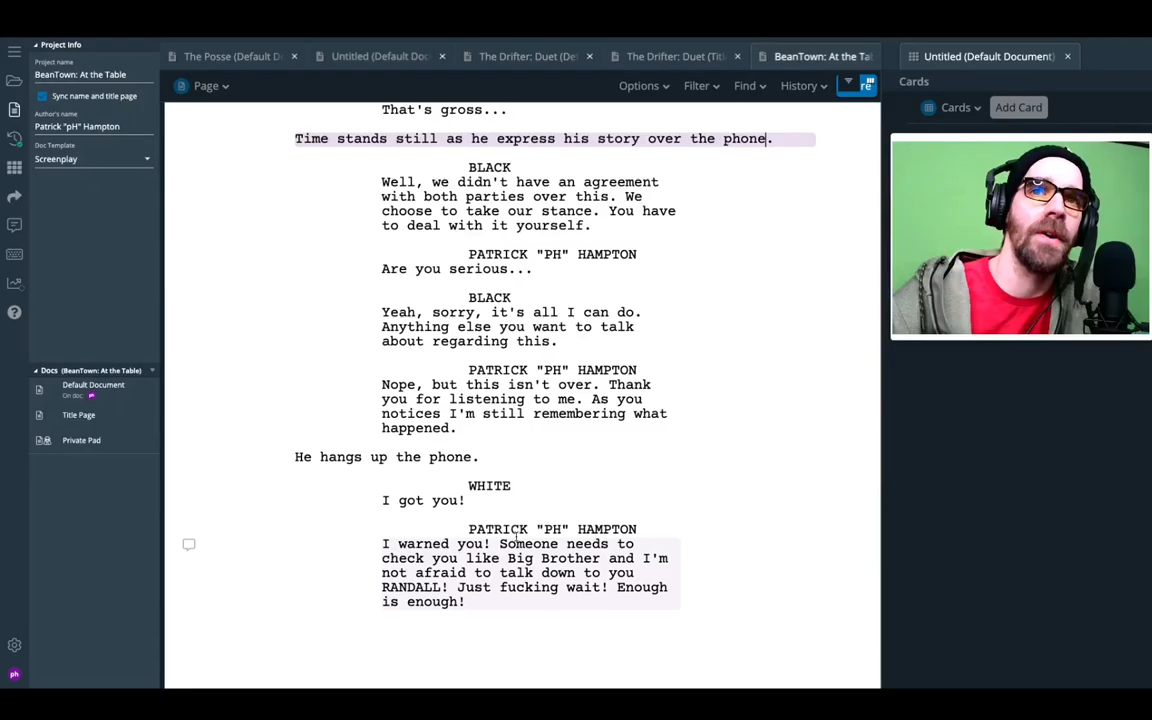 Project Info
Project name
BeanTown: At the Table
Sync name and title page
Author's name
Patrick "pH" Hampton
Doc Template
Screenplay
Docs (BeanTown: At the Table)
Default Document
On doc: ph
Title Page
Private Pad
ph
The Posse (Default D
Untitled (Default Doc
The Drifter: Duet (De
The Drifter: Duet (Titl
BeanTown: At the Tat
Untitled (Default Document)
Page
Options
Filter
Find
History
re
Cards
Cards
Add Card
That's gross...
Time stands still as he express his story over the phone.
BLACK
Well, we didn't have an agreement
with both parties over this. We
choose to take our stance. You have
to deal with it yourself.
PATRICK "PH" HAMPTON
Are you serious...
BLACK
Yeah, sorry, it's all I can do.
Anything else you want to talk
about regarding this.
PATRICK "PH" HAMPTON
Nope, but this isn't over. Thank
you for listening to me. As you
notices I'm still remembering what
happened.
He hangs up the phone.
WHITE
I got you!
PATRICK "PH" HAMPTON
I warned you! Someone needs to
check you like Big Brother and I'm
not afraid to talk down to you
RANDALL! Just fucking wait! Enough
is enough!